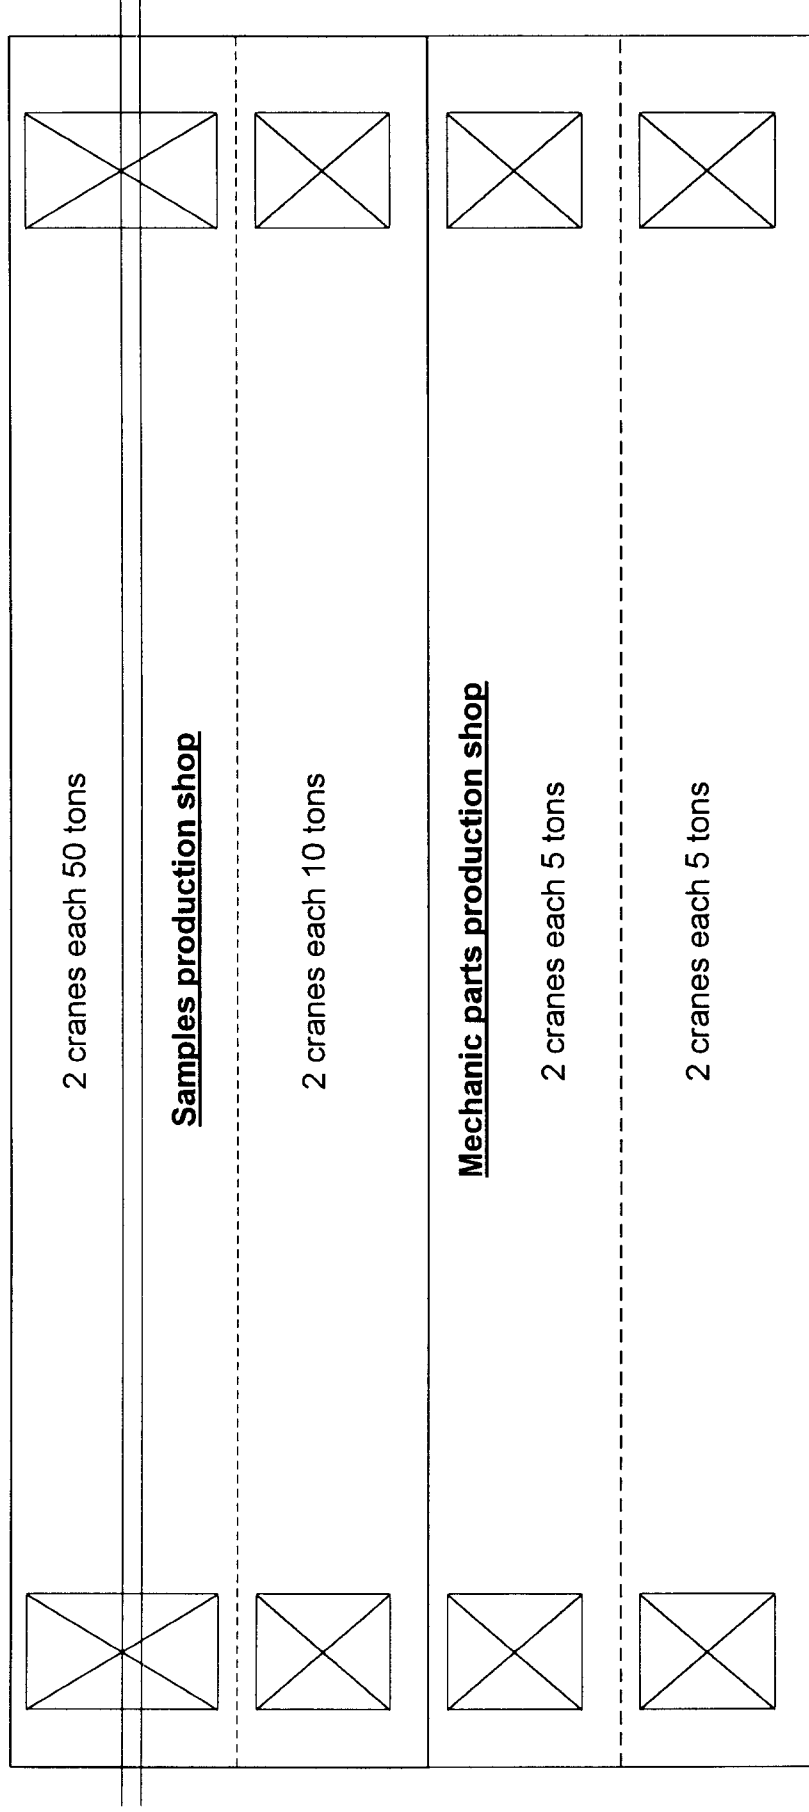 2 cranes each 50 tons
Samples production shop
2 cranes each 10 tons
Mechanic parts production shop
2 cranes each 5 tons
2 cranes each 5 tons